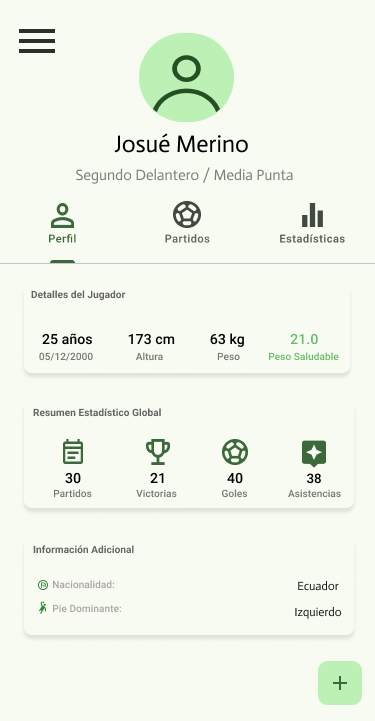 Josué Merino
Segundo Delantero / Media Punta
Perfil Partidos Estadísticas
Detalles del Jugador
25 años 173 cm 63 kg 21.0
05/12/2000 Altura Peso Peso Saludable
Resumen Estadístico Global
30 21 40 38
Partidos Victorias Goles Asistencias
Información Adicional
Nacionalidad: Ecuador
Pie Dominante: Izquierdo